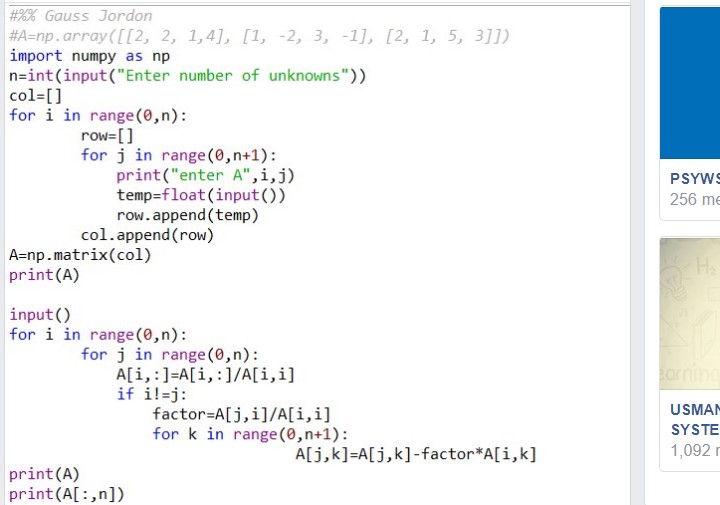 #%% Gauss Jordon
#A=np.array([[2, 2, 1,4], [1, -2, 3, -1], [2, 1, 5, 3]])
import numpy as np
n=int(input("Enter number of unknowns"))
col=[]
for i in range(0,n):
        row=[]
        for j in range(0,n+1):
            print("enter A",i,j)
            temp=float(input())
            row.append(temp)
        col.append(row)
A=np.matrix(col)
print(A)

input()
for i in range(0,n):
        for j in range(0,n):
            A[i,:]=A[i,:]/A[i,i]
            if i!=j:
                factor=A[j,i]/A[i,i]
                for k in range(0,n+1):
                                A[j,k]=A[j,k]-factor*A[i,k]
print(A)
print(A[:,n])
PSYWS
256 me
H₂
earning
USMAN
SYSTE
1,092